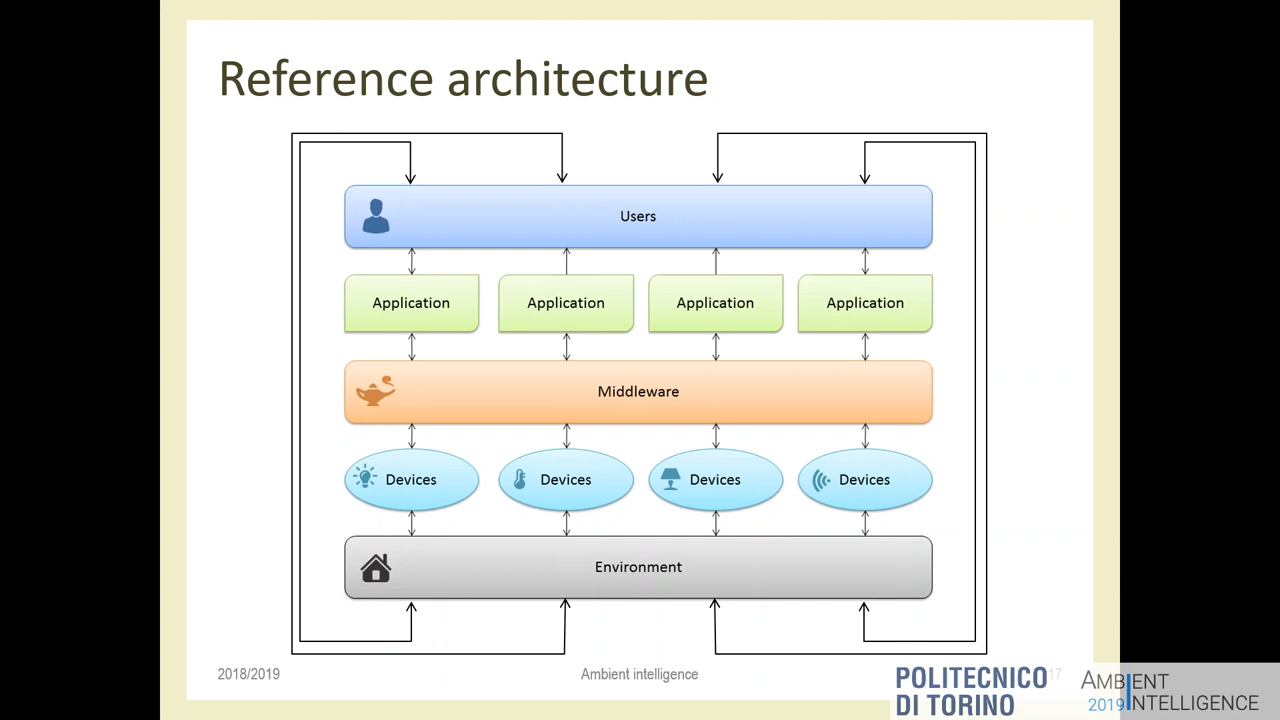 Reference architecture
Users
Application Application Application Application
Middleware
Devices Devices Devices Devices
Environment
2018/2019 Ambient intelligence 17
POLITECNICO
DI TORINO
AMBIENT
2019 INTELLIGENCE